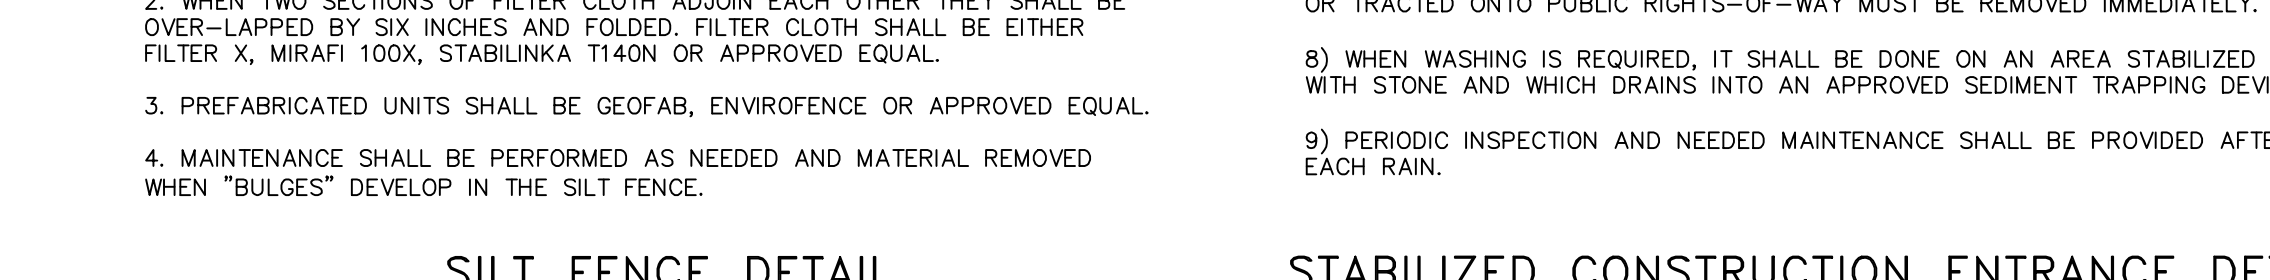 2. WHEN TWO SECTIONS OF FILTER CLOTH ADJOIN EACH OTHER THEY SHALL BE
OVER-LAPPED BY SIX INCHES AND FOLDED. FILTER CLOTH SHALL BE EITHER
FILTER X, MIRAFI 100X, STABILINKA T140N OR APPROVED EQUAL.
3. PREFABRICATED UNITS SHALL BE GEOFAB, ENVIROFENCE OR APPROVED EQUAL.
4. MAINTENANCE SHALL BE PERFORMED AS NEEDED AND MATERIAL REMOVED
WHEN "BULGES" DEVELOP IN THE SILT FENCE.
SILT FENCE DETAIL
OR TRACTED ONTO PUBLIC RIGHTS-OF-WAY MUST BE REMOVED IMMEDIATELY.
8) WHEN WASHING IS REQUIRED, IT SHALL BE DONE ON AN AREA STABILIZED
WITH STONE AND WHICH DRAINS INTO AN APPROVED SEDIMENT TRAPPING
9) PERIODIC INSPECTION AND NEEDED MAINTENANCE SHALL BE PROVIDED
EACH RAIN.
STABILIZED CONSTRUCTION ENTRANCE